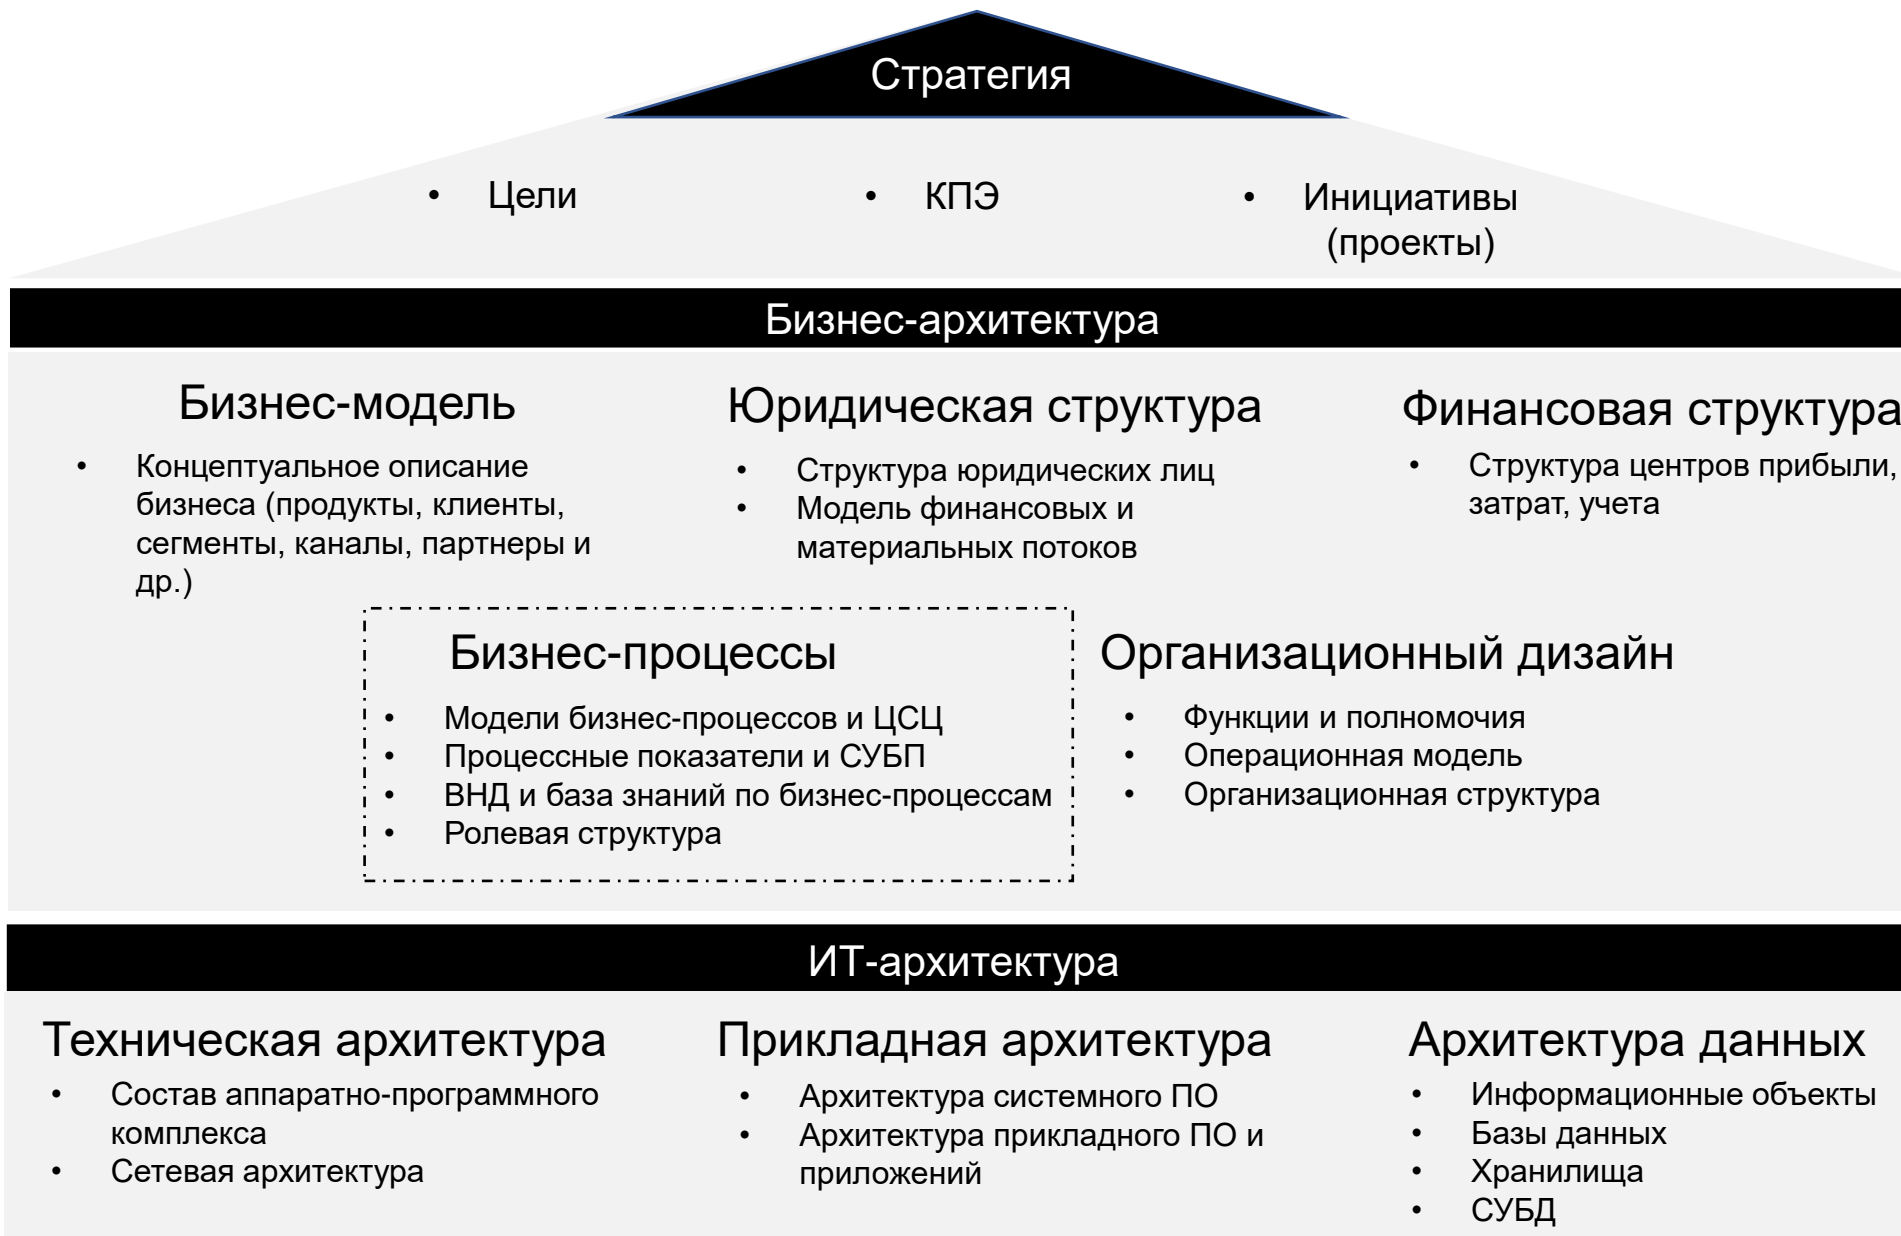 Стратегия
• Цели
• КПЭ
• Инициативы
(проекты)
Бизнес-архитектура
Бизнес-модель
• Концептуальное описание
бизнеса (продукты, клиенты,
сегменты, каналы, партнеры и
др.)
Юридическая структура
• Структура юридических лиц
• Модель финансовых и
материальных потоков
Финансовая структура
• Структура центров прибыли,
затрат, учета
Бизнес-процессы
• Модели бизнес-процессов и ЦСЦ
• Процессные показатели и СУБП
• ВНД и база знаний по бизнес-процессам
• Ролевая структура
Организационный дизайн
• Функции и полномочия
• Операционная модель
• Организационная структура
ИТ-архитектура
Техническая архитектура
• Состав аппаратно-программного
комплекса
• Сетевая архитектура
Прикладная архитектура
• Архитектура системного ПО
• Архитектура прикладного ПО и
приложений
Архитектура данных
• Информационные объекты
• Базы данных
• Хранилища
• СУБД